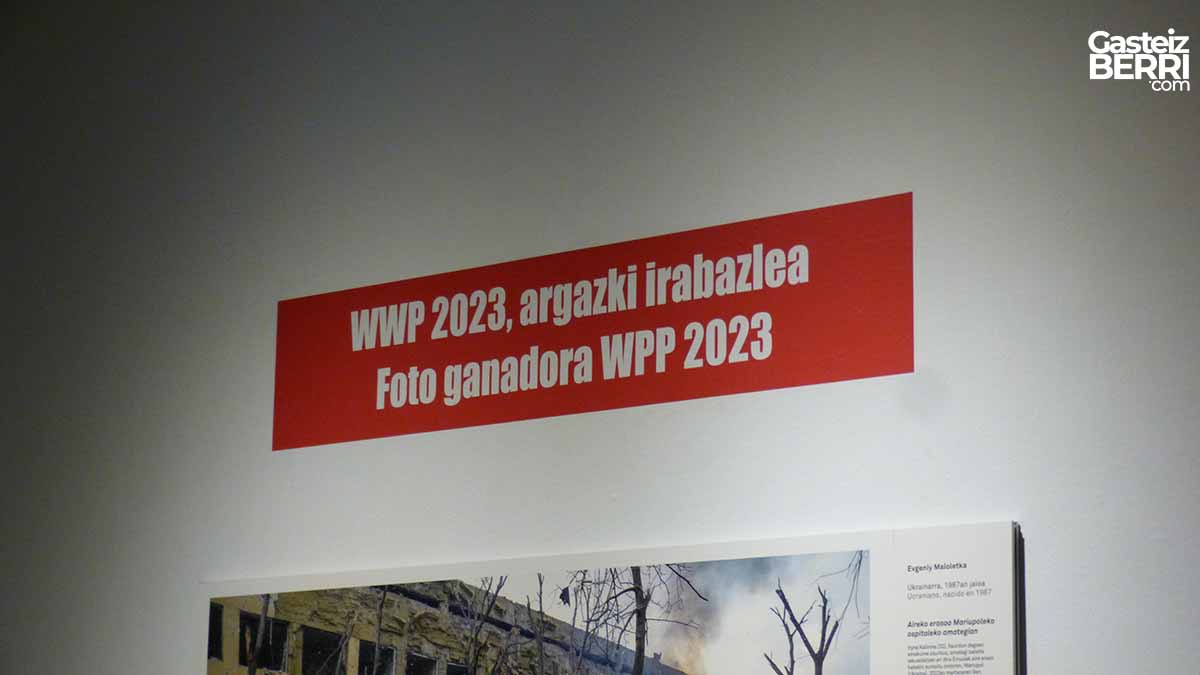 Gasteiz
BERRI
.com
WWP 2023, argazki irabazlea
Foto ganadora WPP 2023
Evgeniy Maloletka
Ukrainarra, 1987an jaioa
Ucraniano, nacido en 1987
Aireko erasoa Mariupoleko
ospitaleko amategian